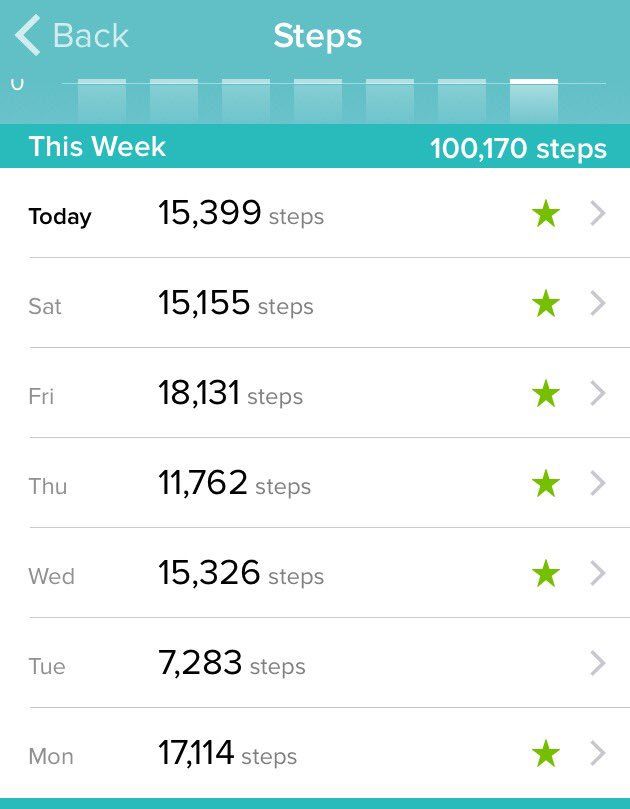 Back Steps
0
This Week 100,170 steps
Today 15,399 steps
Sat 15,155 steps
Fri 18,131 steps
Thu 11,762 steps
Wed 15,326 steps
Tue 7,283 steps
Mon 17,114 steps